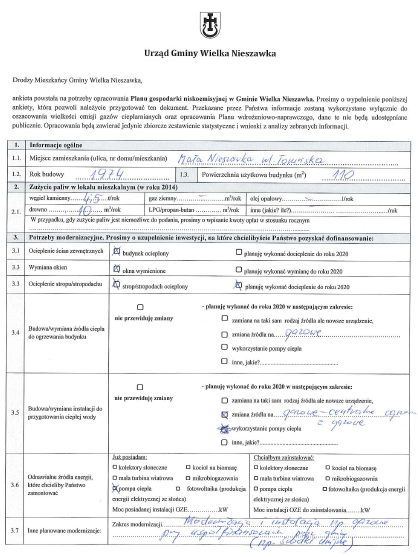 Urząd Gminy Wielka Nieszawka
Drodzy Mieszkańcy Gminy Wielka Nieszawka,
ankieta powstała na potrzeby opracowania Planu gospodarki niskoemisyjnej w Gminie Wielka Nieszawka. Prosimy o wypełnienie poniższej
ankiety, która pozwoli należycie przygotować ten dokument. Przekazane przez Państwa informacje zostaną wykorzystane wyłącznie do
oszacowania wielkości emisji gazów cieplarnianych oraz opracowania Planu wdrożeniowo-naprawczego, dane te nie będą udostępniane
publicznie. Opracowania będą zawierać jedynie zbiorcze zestawienie statystyczne i wnioski z analizy zebranych informacji.
1. Informacje ogólne
1.1. Miejsce zamieszkania (ulica, nr domu/mieszkania) Mała Nieszawka ul. Toruńska
1.2. Rok budowy 1974 1.3. Powierzchnia użytkowa budynku (m²) 110
2. Zużycie paliw w lokalu mieszkalnym (w roku 2014)
2.1. węgiel kamienny 4,5 t/rok gaz ziemny m³/rok olej opałowy l/rok
drewno 10 m³/rok LPG/propan-butan m³/rok inne (jakie? il?)
W przypadku, gdy zużycie paliw jest niemożliwe do podania, prosimy o wpisanie kwoty opłat w stosunku rocznym
3. Potrzeby modernizacyjne. Prosimy o uzupełnienie inwestycji, na które chcielibyście Państwo pozyskać dofinansowanie:
3.1 Ocieplenie ścian zewnętrznych budynek ocieplony planuję wykonać docieplenie do roku 2020
3.2 Wymiana okien okna wymienione planuję wykonać wymianę do roku 2020
3.3 Ocieplenie stropu/stropodachu strop/stropodach ocieplony planuję wykonać docieplenie do roku 2020
3.4 Budowa/wymiana źródła ciepła
do ogrzewania budynku
nie przewiduję zmiany
- planuję wykonać do roku 2020 w następującym zakresie:
zamiana na taki sam rodzaj źródła ale nowsze urządzenie,
zmiana źródła na gazowe
wykorzystanie pompy ciepła
inne, jakie?
3.5 Budowa/wymiana instalacji do
przygotowania ciepłej wody
nie przewiduję zmiany
- planuję wykonać do roku 2020 w następującym zakresie:
zamiana na taki sam rodzaj źródła ale nowsze urządzenie,
zmiana źródła na gazowe-centralne
z gazowe
wykorzystanie pompy ciepła
inne, jakie?
3.6 Odnawialne źródła energii,
które chcieliby Państwo
zamontować
Już posiadam:
kolektory słoneczne kocioł na biomasę
mała turbina wiatrowa mikrobiogazownia
pompa ciepła fotowoltaika (produkcja
energii elektrycznej ze słońca)
Moc posiadanej instalacji OZE kW
Chciałbym zainstalować:
kolektory słoneczne kocioł na biomasę
mała turbina wiatrowa mikrobiogazownia
pompa ciepła fotowoltaika (produkcja
energii elektrycznej ze słońca)
Moc instalacji OZE do zainstalowania kW
3.7 Inne planowane modernizacje: Zakres modernizacji Modernizacja i instalacja np. gazowe
przy
(np.